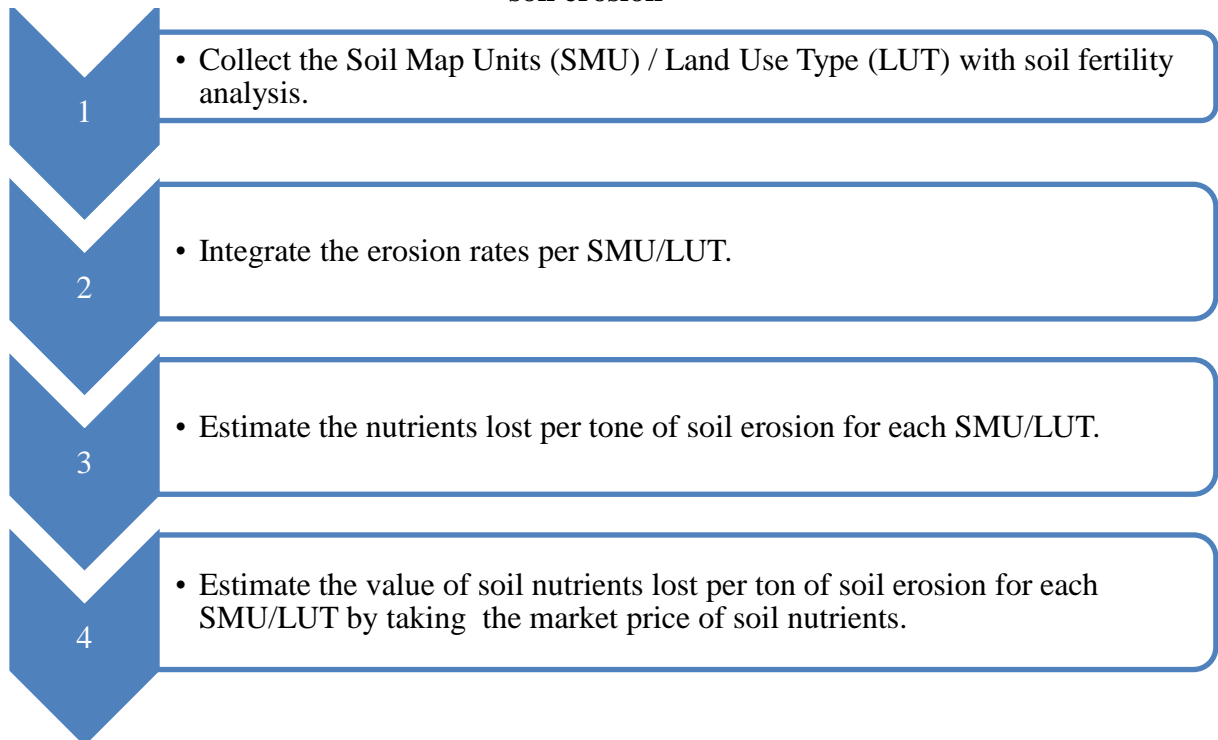 soil erosion
1
• Collect the Soil Map Units (SMU) / Land Use Type (LUT) with soil fertility
analysis.
2
• Integrate the erosion rates per SMU/LUT.
3
• Estimate the nutrients lost per tone of soil erosion for each SMU/LUT.
4
• Estimate the value of soil nutrients lost per ton of soil erosion for each
SMU/LUT by taking the market price of soil nutrients.